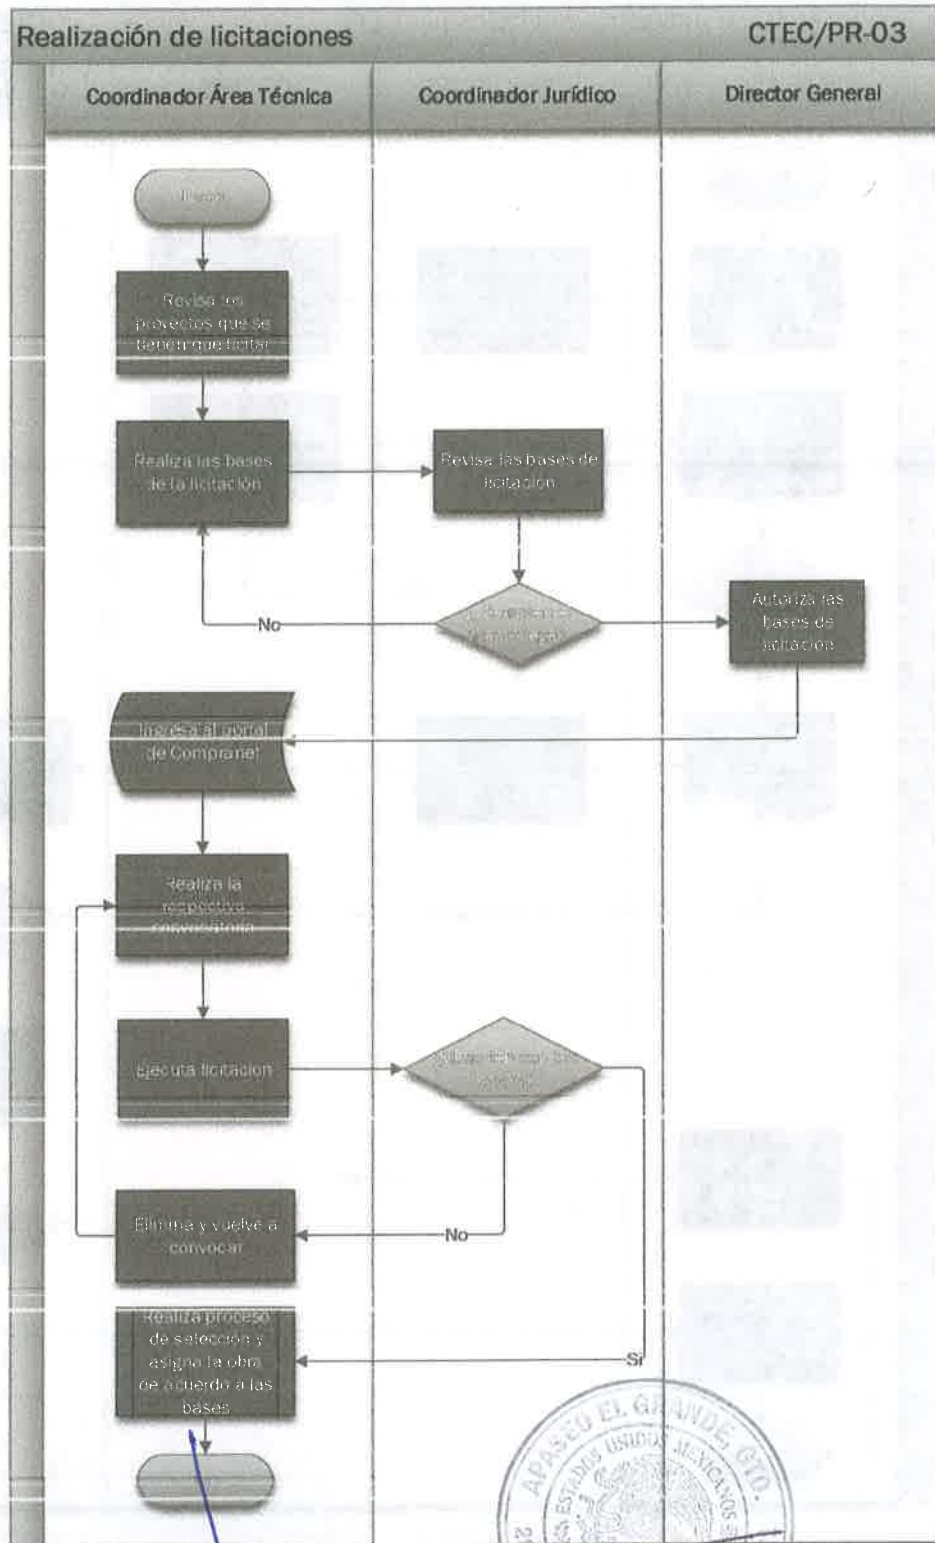 Realización de licitaciones
CTEC/PR-03
Coordinador Área Técnica
Coordinador Jurídico
Director General
Revisa los
proyectos que se
tienen que licitar
Realiza las bases
de la licitación
Revisa las bases de
licitación
No
Autoriza las
bases de
licitación
Ingresa al portal
de Compranet
Realiza la
respectiva
convocatoria
Ejecuta licitación
Elimina y vuelve a
convocar
No
Realiza proceso
de selección y
asigna la obra
de acuerdo a las
bases
Si
APASEO EL GRANDE, GTO.
ESTADOS UNIDOS MEXICANOS